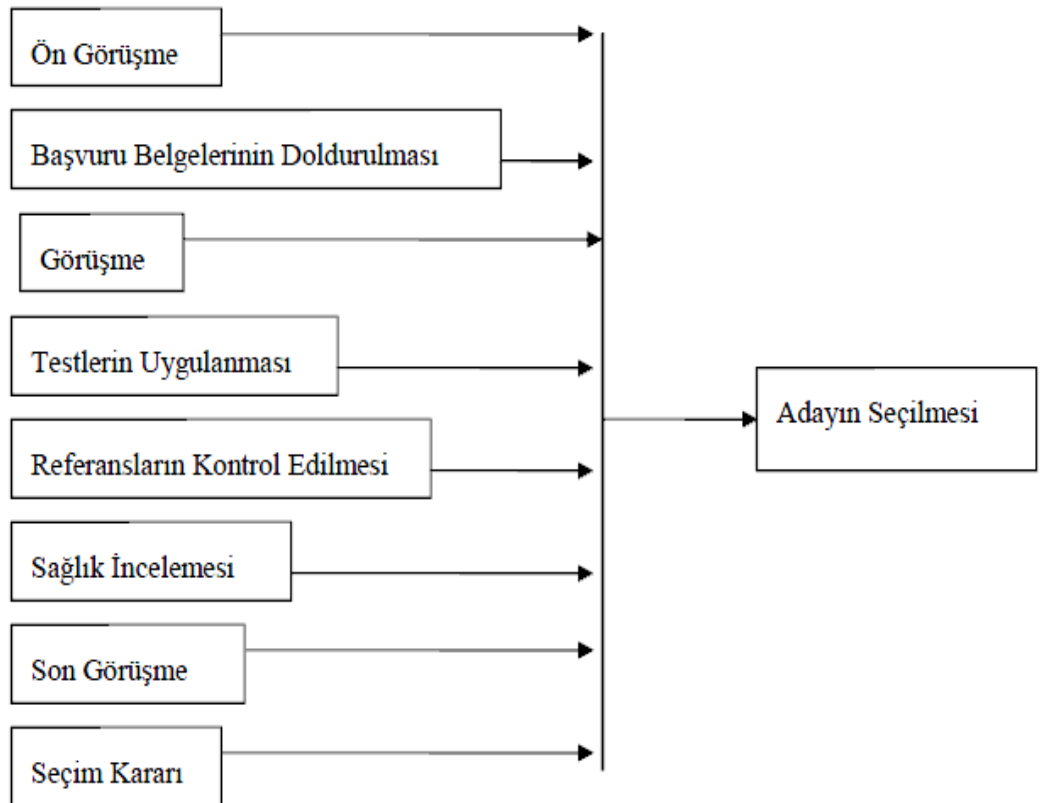 Ön Görüşme
Başvuru Belgelerinin Doldurulması
Görüşme
Testlerin Uygulanması
Referansların Kontrol Edilmesi
Sağlık İncelemesi
Son Görüşme
Seçim Kararı
Adayın Seçilmesi